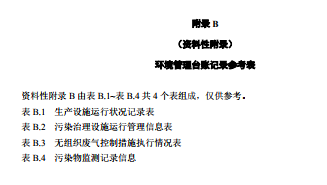 附录 B
（资料性附录）
环境管理台账记录参考表
资料性附录 B 由表 B.1~表 B.4 共 4 个表组成，仅供参考。
表 B.1 生产设施运行状况记录表
表 B.2 污染治理设施运行管理信息表
表 B.3 无组织废气控制措施执行情况表
表 B.4 污染物监测记录信息